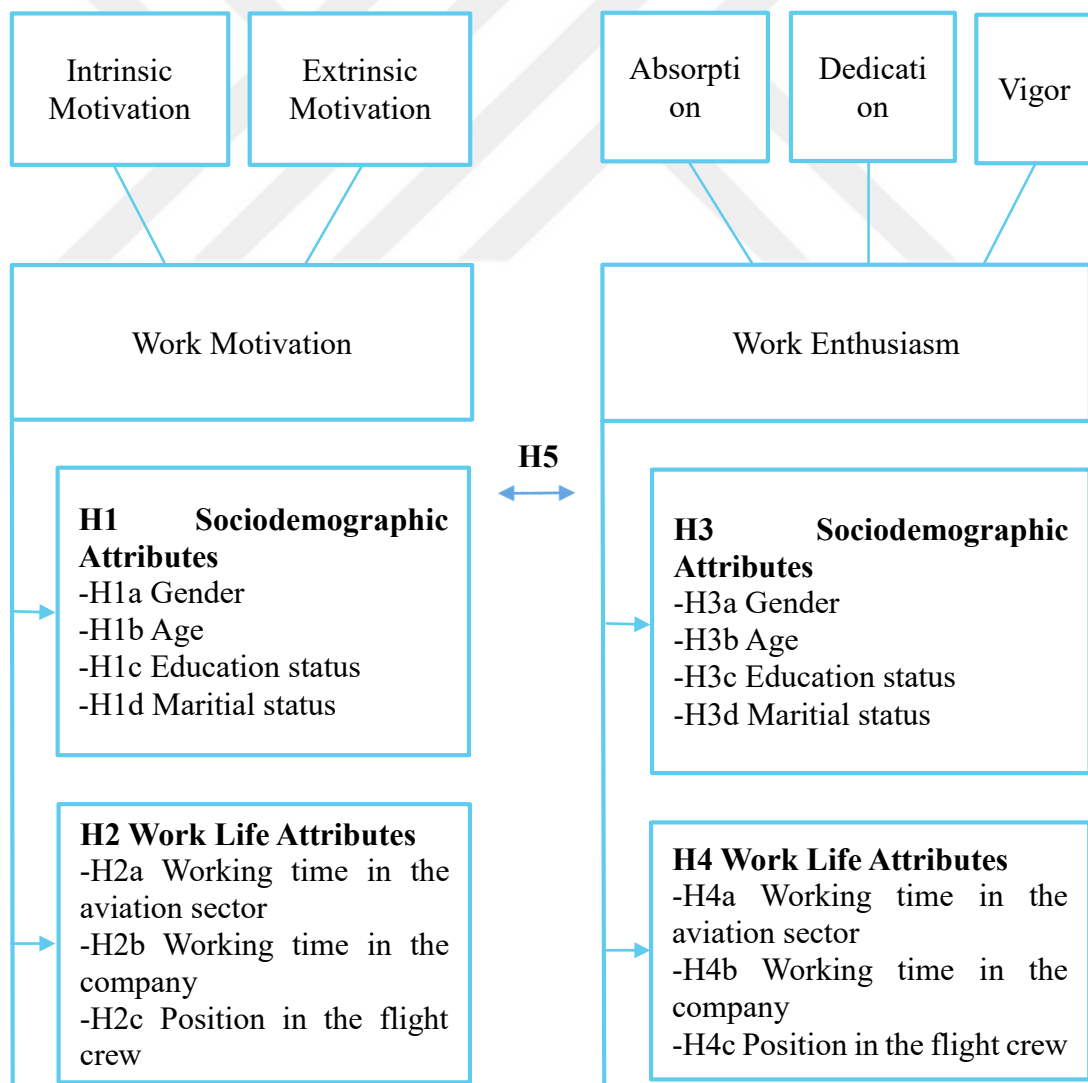 Intrinsic
Motivation
Extrinsic
Motivation
Absorpti
on
Dedicati
on
Vigor
Work Motivation
Work Enthusiasm
H5
H1 Sociodemographic
Attributes
-H1a Gender
-H1b Age
-H1c Education status
-H1d Maritial status
H3 Sociodemographic
Attributes
-H3a Gender
-H3b Age
-H3c Education status
-H3d Maritial status
H2 Work Life Attributes
-H2a Working time in the
aviation sector
-H2b Working time in the
company
-H2c Position in the flight
crew
H4 Work Life Attributes
-H4a Working time in the
aviation sector
-H4b Working time in the
company
-H4c Position in the flight crew